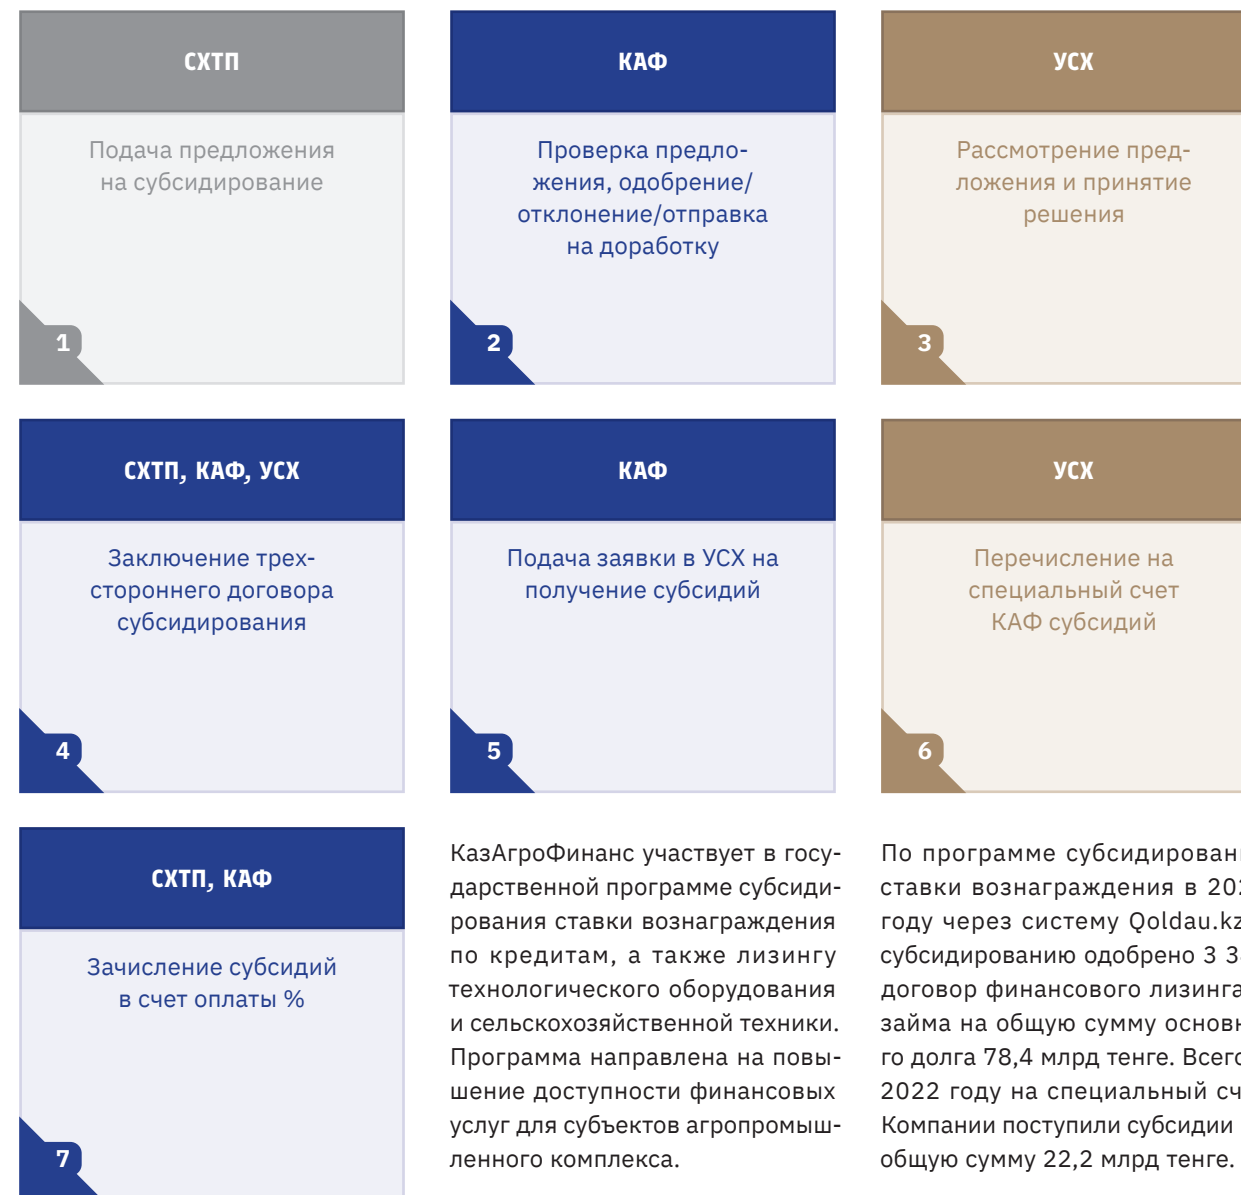 СХТП
Подача предложения
на субсидирование
1
КАФ
Проверка предло-
жения, одобрение/
отклонение/отправка
на доработку
2
УСХ
Рассмотрение пред-
ложения и принятие
решения
3
СХТП, КАФ, УСХ
Заключение трех-
стороннего договора
субсидирования
4
КАФ
Подача заявки в УСХ на
получение субсидий
5
УСХ
Перечисление на
специальный счет
КАФ субсидий
6
СХТП, КАФ
Зачисление субсидий
в счет оплаты %
7
КазАгроФинанс участвует в госу-
дарственной программе субсиди-
рования ставки вознаграждения
по кредитам, а также лизингу
технологического оборудования
и сельскохозяйственной техники.
Программа направлена на повы-
шение доступности финансовых
услуг для субъектов агропромыш-
ленного комплекса.
По программе
ставки вознаграждения в
году через систему Qoldau.kz
субсидированию одобрено 3
договор финансового лизинга
займа на общую сумму
го долга 78,4 млрд тенге. Всего
2022 году на специальный
Компании поступили субсидии
общую сумму 22,2 млрд тенге.